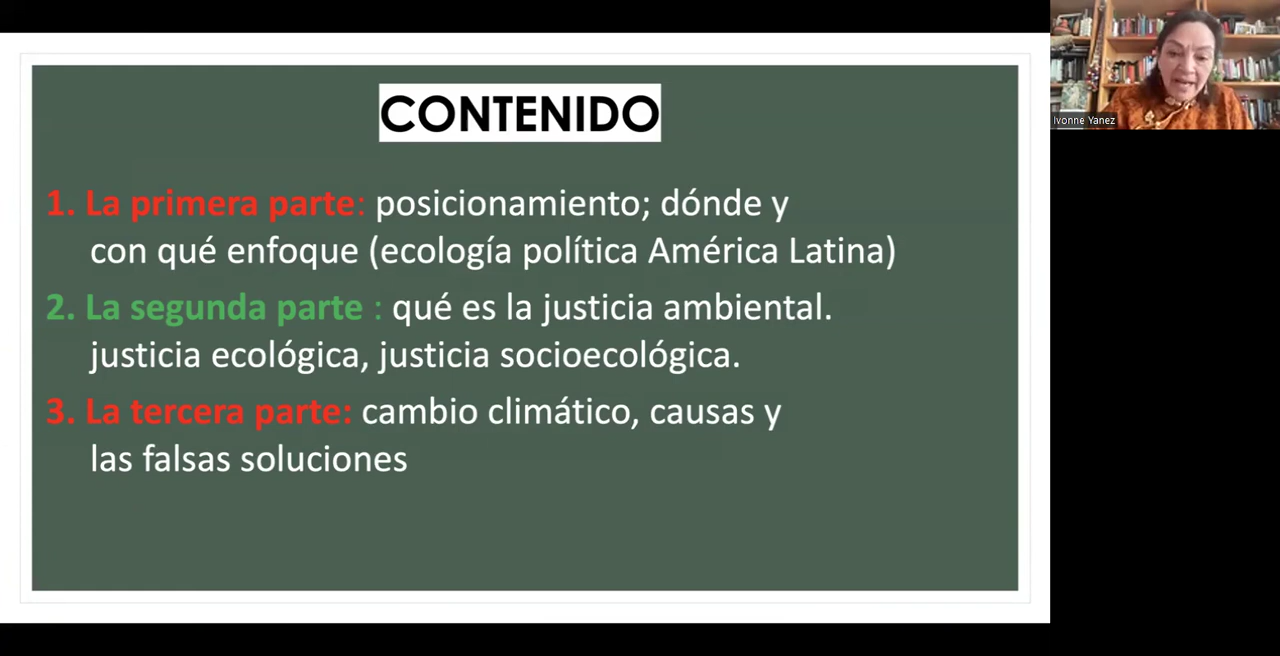 CONTENIDO
1. La primera parte: posicionamiento; dónde y
con qué enfoque (ecología política América Latina)
2. La segunda parte : qué es la justicia ambiental.
justicia ecológica, justicia socioecológica.
3. La tercera parte: cambio climático, causas y
las falsas soluciones
Ivonne Yanez